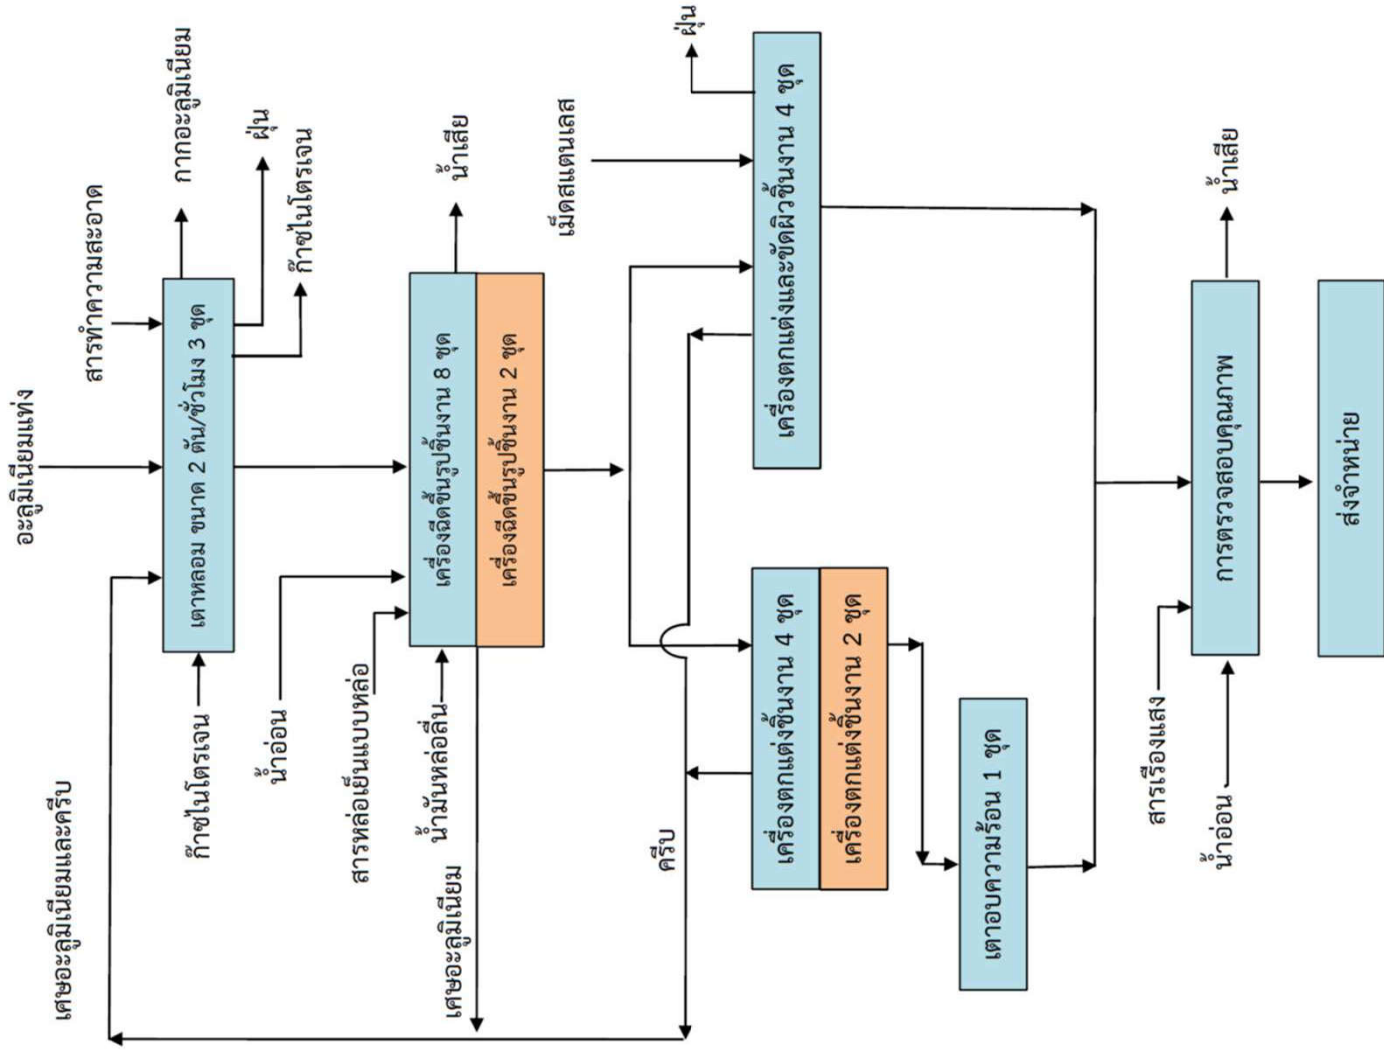 อะลูมิเนียมแท่ง
สารทำความสะอาด
เศษอะลูมิเนียมและครีบ
กากอะลูมิเนียม
เตาหลอม ขนาด 2 ตัน/ชั่วโมง 3 ชุด
ก๊าซไนโตรเจน
ฝุ่น
ก๊าซไนโตรเจน
น้ำอ่อน
สารหล่อเย็นแบบหล่อ
น้ำมันหล่อลื่น
เครื่องฉีดขึ้นรูปชิ้นงาน 8 ชุด
น้ำเสีย
เครื่องฉีดขึ้นรูปชิ้นงาน 2 ชุด
เศษอะลูมิเนียม
เม็ดสแตนเลส
ครีบ
ฝุ่น
เครื่องตกแต่งชิ้นงาน 4 ชุด
เครื่องตกแต่งและขัดผิวชิ้นงาน 4 ชุด
เครื่องตกแต่งชิ้นงาน 2 ชุด
เตาอบความร้อน 1 ชุด
สารเรืองแสง
น้ำอ่อน
การตรวจสอบคุณภาพ
น้ำเสีย
ส่งจำหน่าย